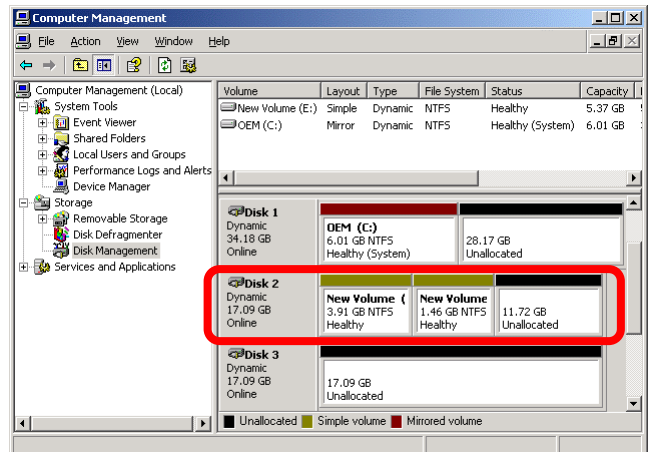 Computer Management
File Action View Window Help
Computer Management (Local)
System Tools
Event Viewer
Shared Folders
Local Users and Groups
Performance Logs and Alerts
Device Manager
Storage
Removable Storage
Disk Defragmenter
Disk Management
Services and Applications
Volume Layout Type File System Status Capacity
New Volume (E:) Simple Dynamic NTFS Healthy 5.37 GB
OEM (C:) Mirror Dynamic NTFS Healthy (System) 6.01 GB
Disk 1
Dynamic
34.18 GB
Online
OEM (C:)
6.01 GB NTFS
Healthy (System)
28.17 GB
Unallocated
Disk 2
Dynamic
17.09 GB
Online
New Volume (
3.91 GB NTFS
Healthy
New Volume
1.46 GB NTFS
Healthy
11.72 GB
Unallocated
Disk 3
Dynamic
17.09 GB
Online
17.09 GB
Unallocated
Unallocated Simple volume Mirrored volume